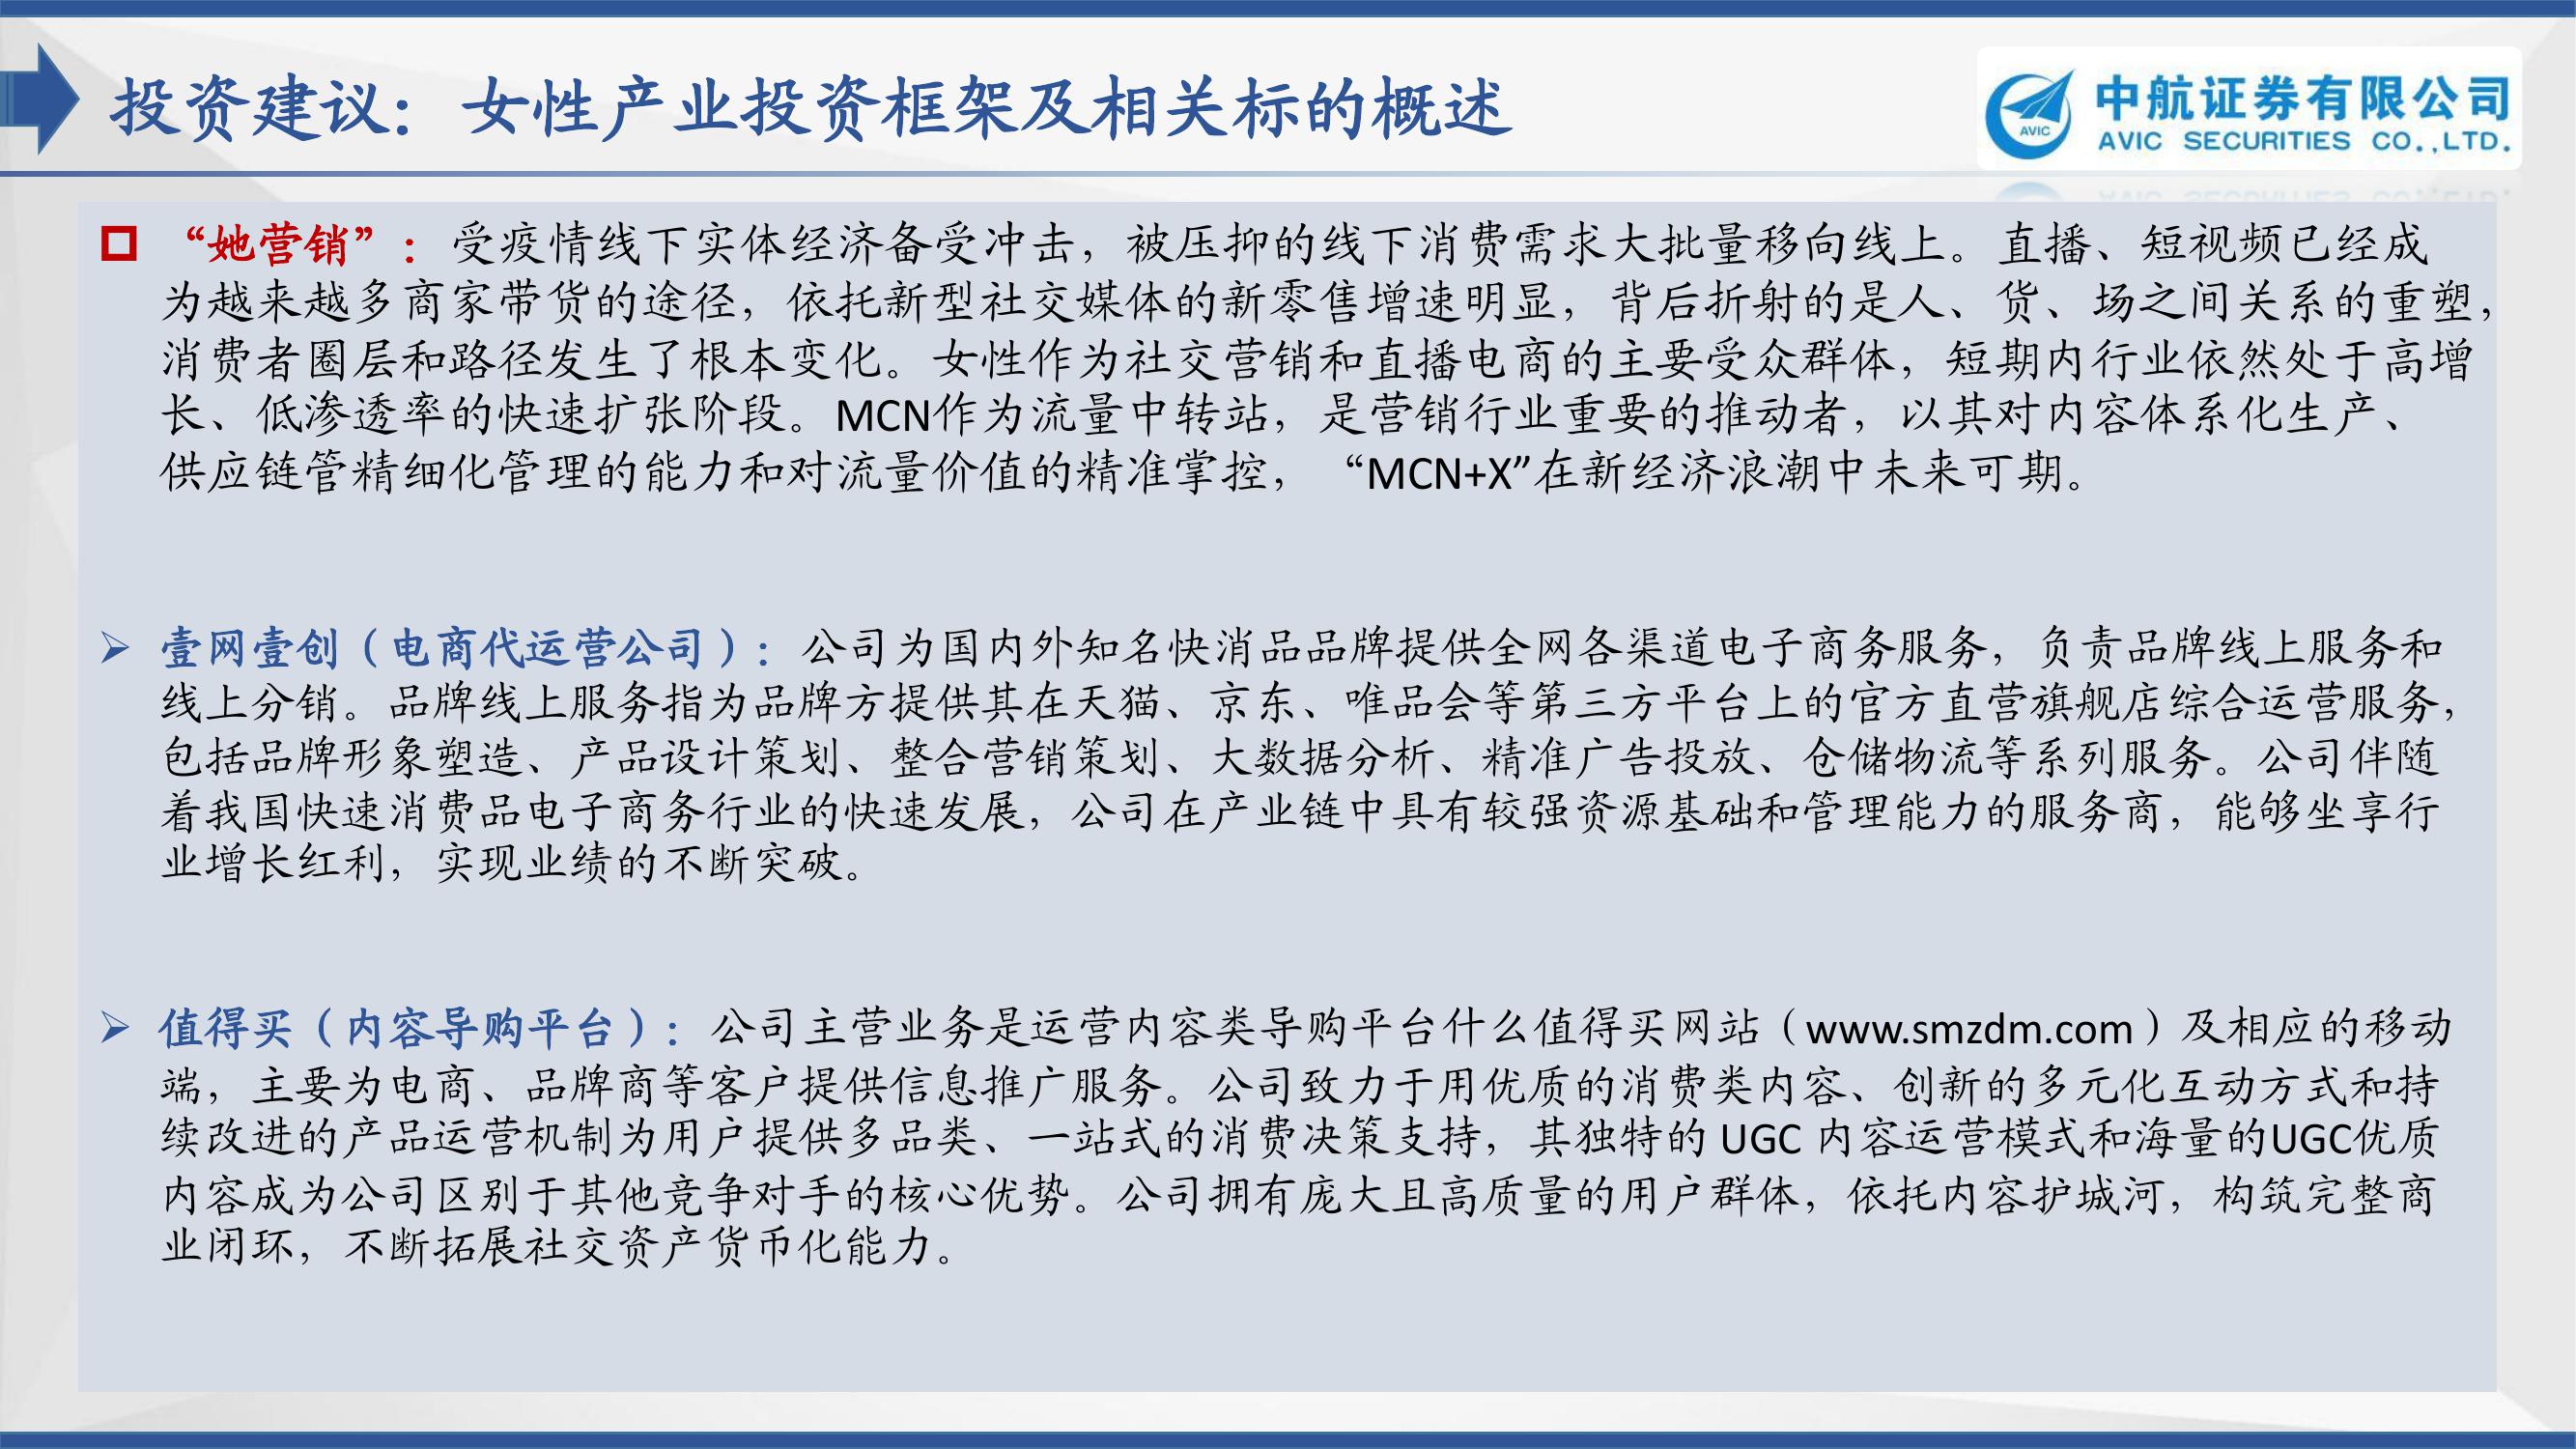 投资建议：女性产业投资框架及相关标的概述
AVIC
中航证券有限公司
AVIC SECURITIES CO.,LTD.
“她营销”：受疫情线下实体经济备受冲击，被压抑的线下消费需求大批量移向线上。直播、短视频已经成
为越来越多商家带货的途径，依托新型社交媒体的新零售增速明显，背后折射的是人、货、场之间关系的重塑，
消费者圈层和路径发生了根本变化。女性作为社交营销和直播电商的主要受众群体，短期内行业依然处于高增
长、低渗透率的快速扩张阶段。MCN作为流量中转站，是营销行业重要的推动者，以其对内容体系化生产、
供应链管精细化管理的能力和对流量价值的精准掌控，“MCN+X”在新经济浪潮中未来可期。
壹网壹创（电商代运营公司）：公司为国内外知名快消品品牌提供全网各渠道电子商务服务，负责品牌线上服务和
线上分销。品牌线上服务指为品牌方提供其在天猫、京东、唯品会等第三方平台上的官方直营旗舰店综合运营服务，
包括品牌形象塑造、产品设计策划、整合营销策划、大数据分析、精准广告投放、仓储物流等系列服务。公司伴随
着我国快速消费品电子商务行业的快速发展，公司在产业链中具有较强资源基础和管理能力的服务商，能够坐享行
业增长红利，实现业绩的不断突破。
值得买（内容导购平台）：公司主营业务是运营内容类导购平台什么值得买网站（www.smzdm.com）及相应的移动
端，主要为电商、品牌商等客户提供信息推广服务。公司致力于用优质的消费类内容、创新的多元化互动方式和持
续改进的产品运营机制为用户提供多品类、一站式的消费决策支持，其独特的 UGC 内容运营模式和海量的UGC优质
内容成为公司区别于其他竞争对手的核心优势。公司拥有庞大且高质量的用户群体，依托内容护城河，构筑完整商
业闭环，不断拓展社交资产货币化能力。